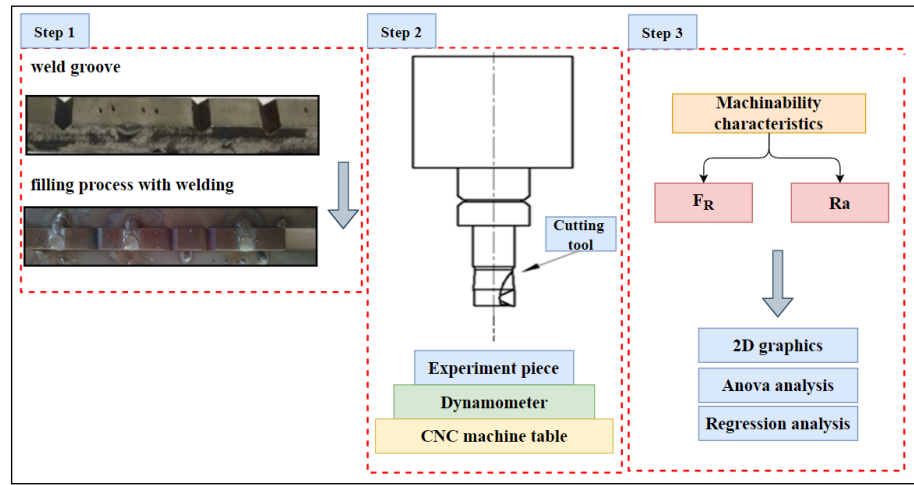 Step 1
weld groove
filling process with welding
Step 2
Cutting
tool
Experiment piece
Dynamometer
CNC machine table
Step 3
Machinability
characteristics
FR
Ra
2D graphics
Anova analysis
Regression analysis